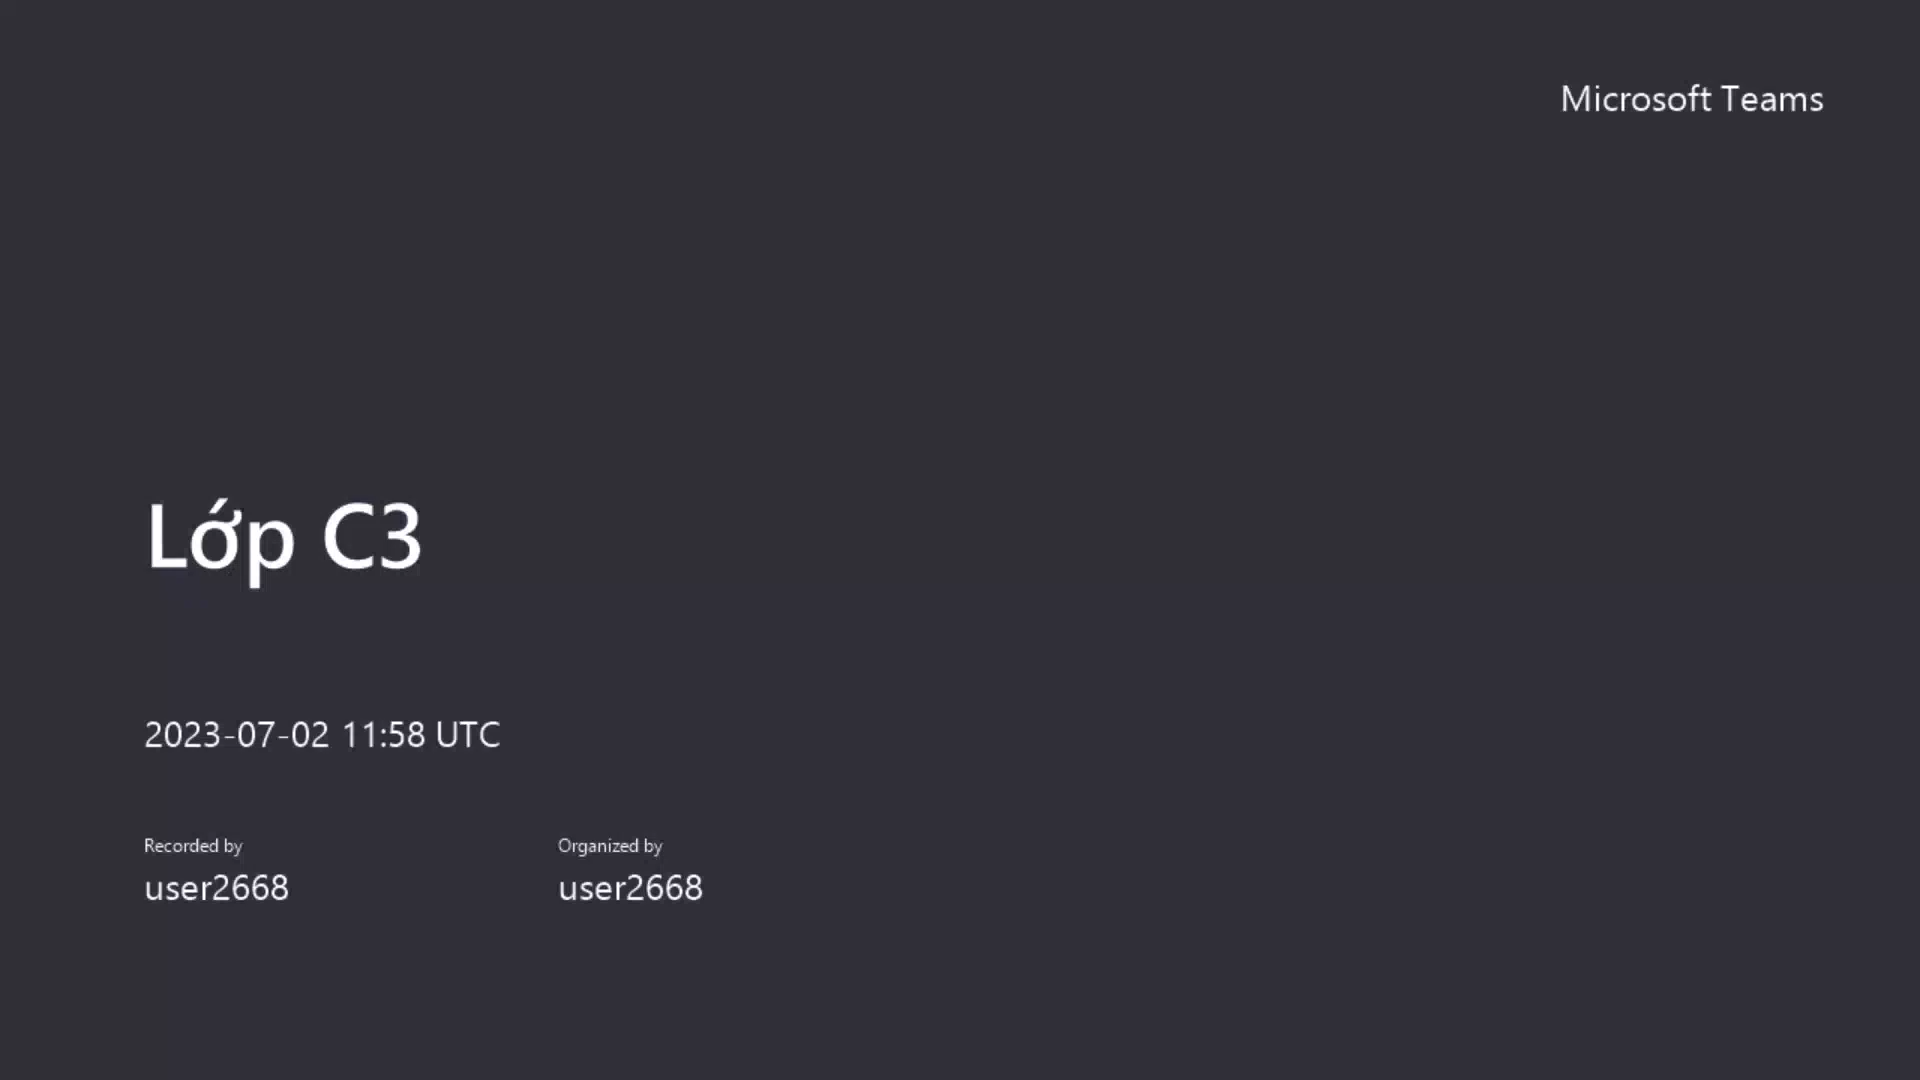 Microsoft Teams
Lớp C3
2023-07-02 11:58 UTC
Recorded by
user2668
Organized by
user2668